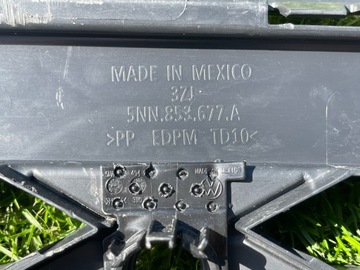 MADE IN MEXICO
3ZJ
5NN.853.677.A
>PP EDPM TD10<